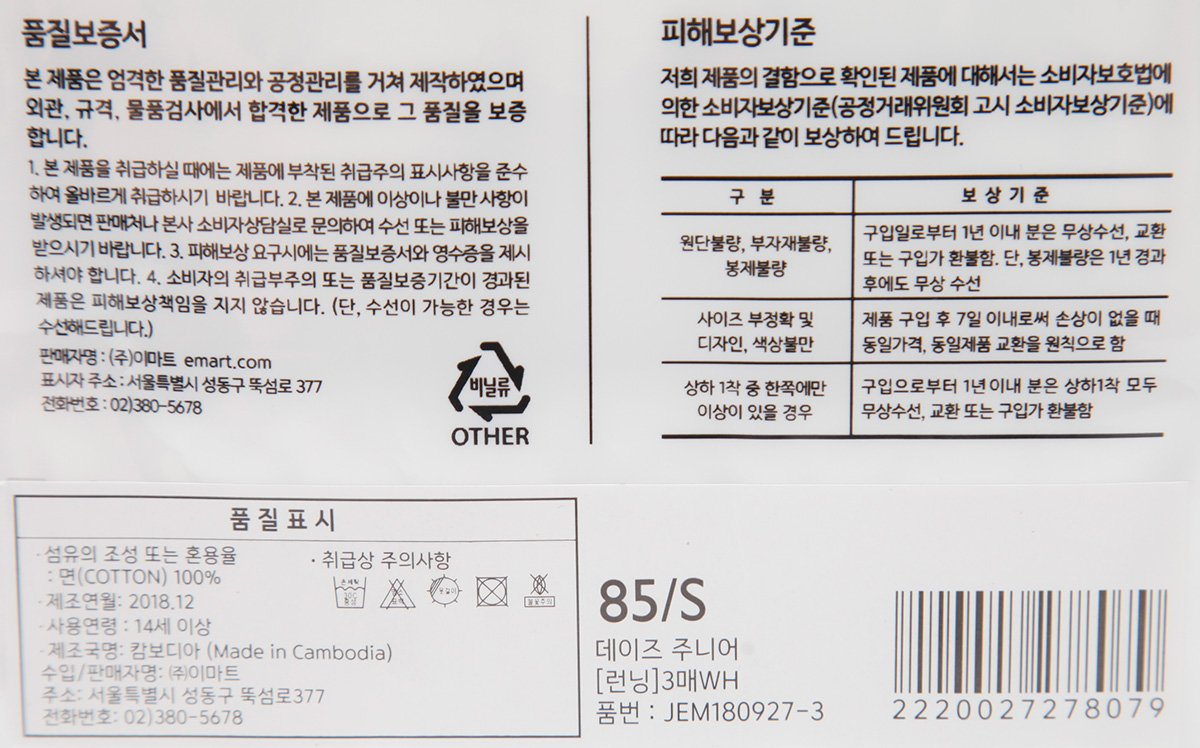 품질보증서
본 제품은 엄격한 품질관리와 공정관리를 거쳐 제작하였으며
외관, 규격, 물품검사에서 합격한 제품으로 그 품질을 보증
합니다.
1. 본 제품을 취급하실 때에는 제품에 부착된 취급주의 표시사항을 준수
하여 올바르게 취급하시기 바랍니다. 2. 본 제품에 이상이나 불만 사항이
발생되면 판매처나 본사 소비자상담실로 문의하여 수선 또는 피해보상을
받으시기 바랍니다. 3. 피해보상 요구시에는 품질보증서와 영수증을 제시
하셔야 합니다. 4. 소비자의 취급부주의 또는 품질보증기간이 경과된
제품은 피해보상책임을 지지 않습니다. (단, 수선이 가능한 경우는
수선해드립니다.)
판매자명 : (주)이마트 emart.com
표시자 주소 : 서울특별시 성동구 뚝섬로 377
전화번호 : 02)380-5678
비닐류
OTHER
피해보상기준
저희 제품의 결함으로 확인된 제품에 대해서는 소비자보호법에
의한 소비자보상기준(공정거래위원회 고시 소비자보상기준)에
따라 다음과 같이 보상하여 드립니다.
구 분
보 상 기 준
원단불량, 부자재불량,
봉제불량
구입일로부터 1년 이내 분은 무상수선, 교환
또는 구입가 환불함. 단, 봉제불량은 1년 경과
후에도 무상 수선
사이즈 부정확 및
디자인, 색상불만
제품 구입 후 7일 이내로써 손상이 없을 때
동일가격, 동일제품 교환을 원칙으로 함
상하 1착 중 한쪽에만
이상이 있을 경우
구입으로부터 1년 이내 분은 상하1착 모두
무상수선, 교환 또는 구입가 환불함
품질표시
· 섬유의 조성 또는 혼용율
: 면(COTTON) 100%
· 제조연월: 2018.12
· 사용연령 : 14세 이상
· 제조국명: 캄보디아 (Made in Cambodia)
수입/판매자명: ㈜이마트
주소: 서울특별시 성동구 뚝섬로377
전화번호: 02)380-5678
· 취급상 주의사항
손세탁
30℃
중성
염소
표백
옷걸이
불꽃주의
85/S
데이즈 주니어
[런닝]3매WH
품번 : JEM180927-3
2220027278079